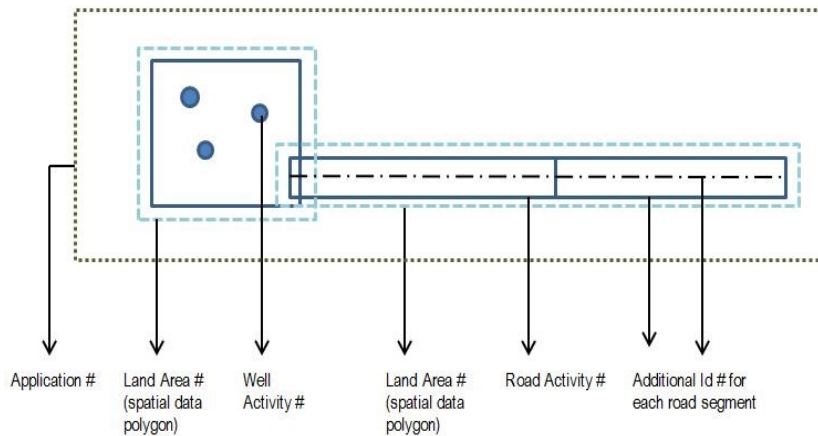 Application #
Land Area #
(spatial data
polygon)
Well
Activity #
Land Area #
(spatial data
polygon)
Road Activity #
Additional Id # for
each road segment